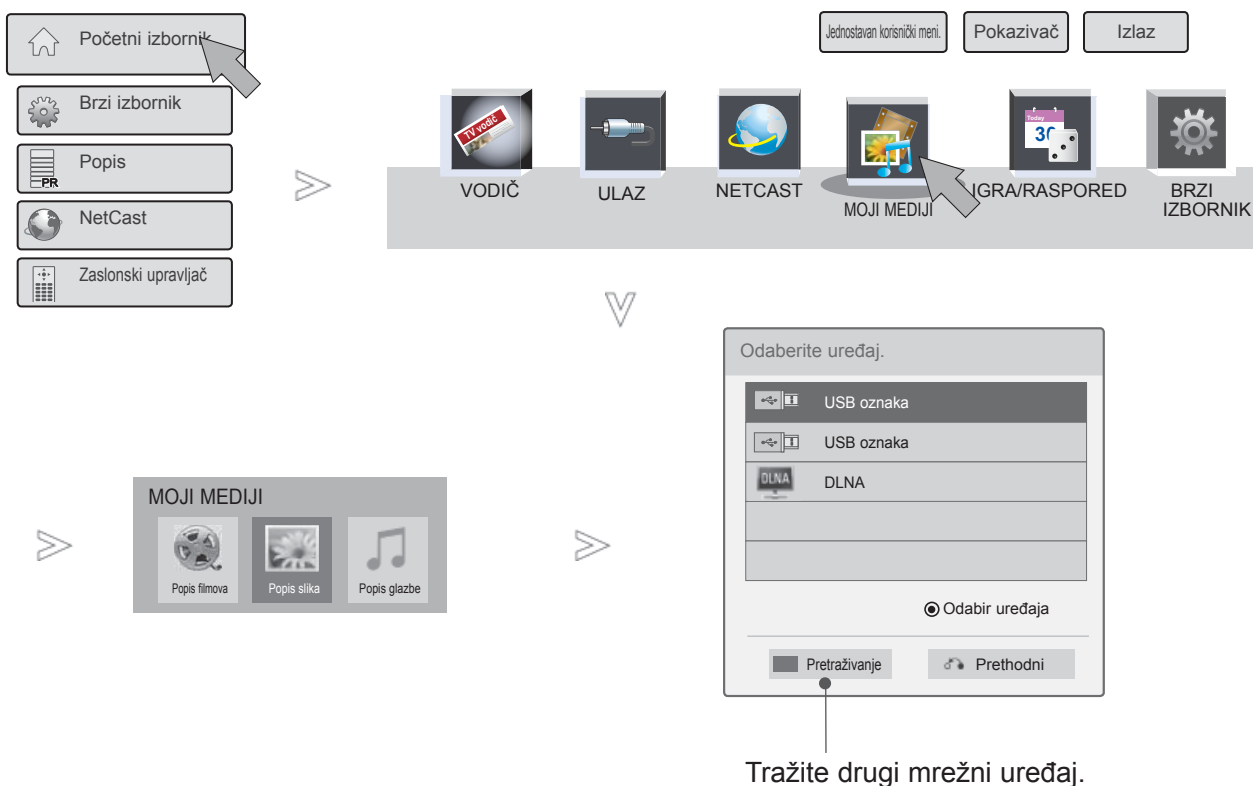 Početni izbornik
Brzi izbornik
PR
Popis
NetCast
Zaslonski upravljač
Jednostavan korisnički meni.
Pokazivač
Izlaz
TV vodič
Today
30
VODIČ
ULAZ
NETCAST
MOJI MEDIJI
IGRA/RASPORED
BRZI
IZBORNIK
MOJI MEDIJI
Popis filmova
Popis slika
Popis glazbe
Odaberite uređaj.
USB oznaka
USB oznaka
DLNA
DLNA
Odabir uređaja
Pretraživanje
Prethodni
Tražite drugi mrežni uređaj.